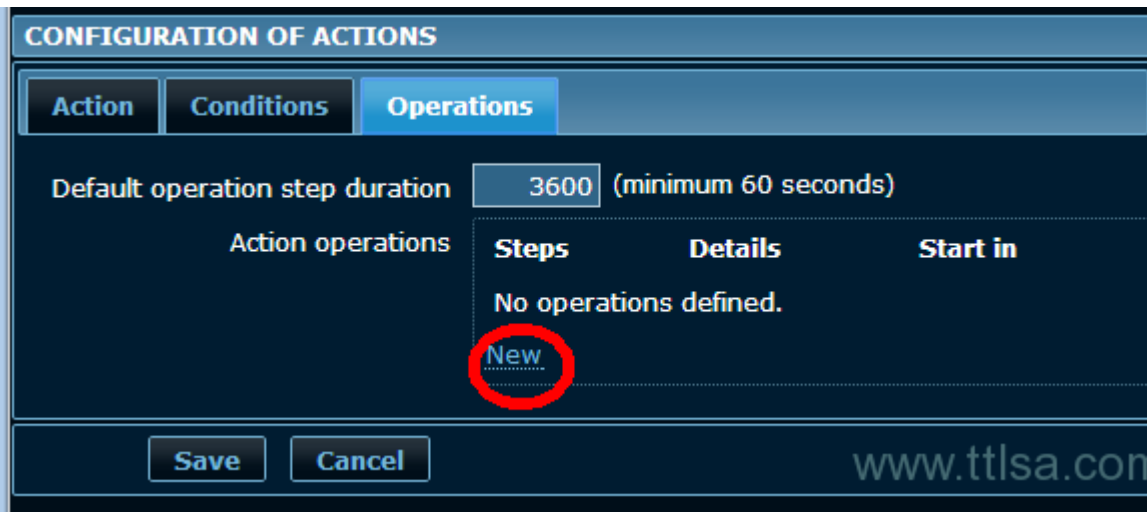 CONFIGURATION OF ACTIONS
Action Conditions Operations
Default operation step duration 3600 (minimum 60 seconds)
Action operations Steps Details Start in
No operations defined.
New
Save Cancel www.ttlsa.com